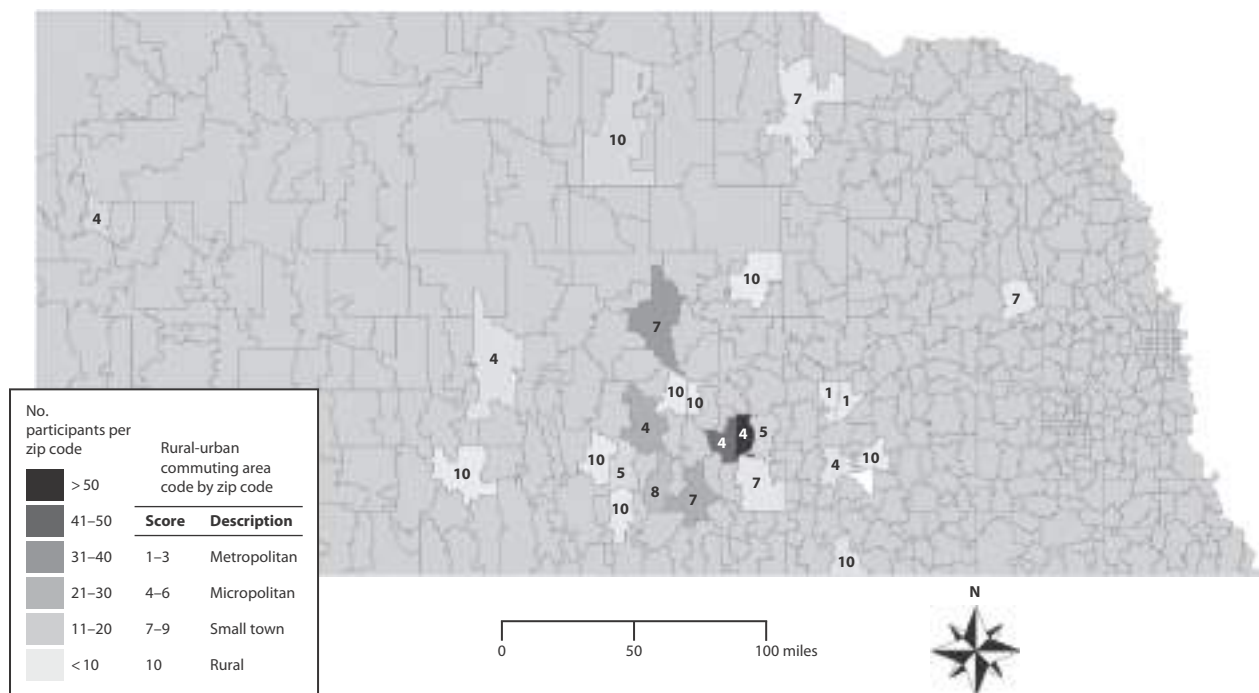 7
10
4
10
7
7
4
10
10
1
1
4
4
4
5
10
5
10
8
7
7
4
10
10
10
No.
participants per
zip code
> 50
41–50
31–40
21–30
11–20
< 10
Rural-urban
commuting area
code by zip code
Score Description
1–3 Metropolitan
4–6 Micropolitan
7–9 Small town
10 Rural
0 50 100 miles
N